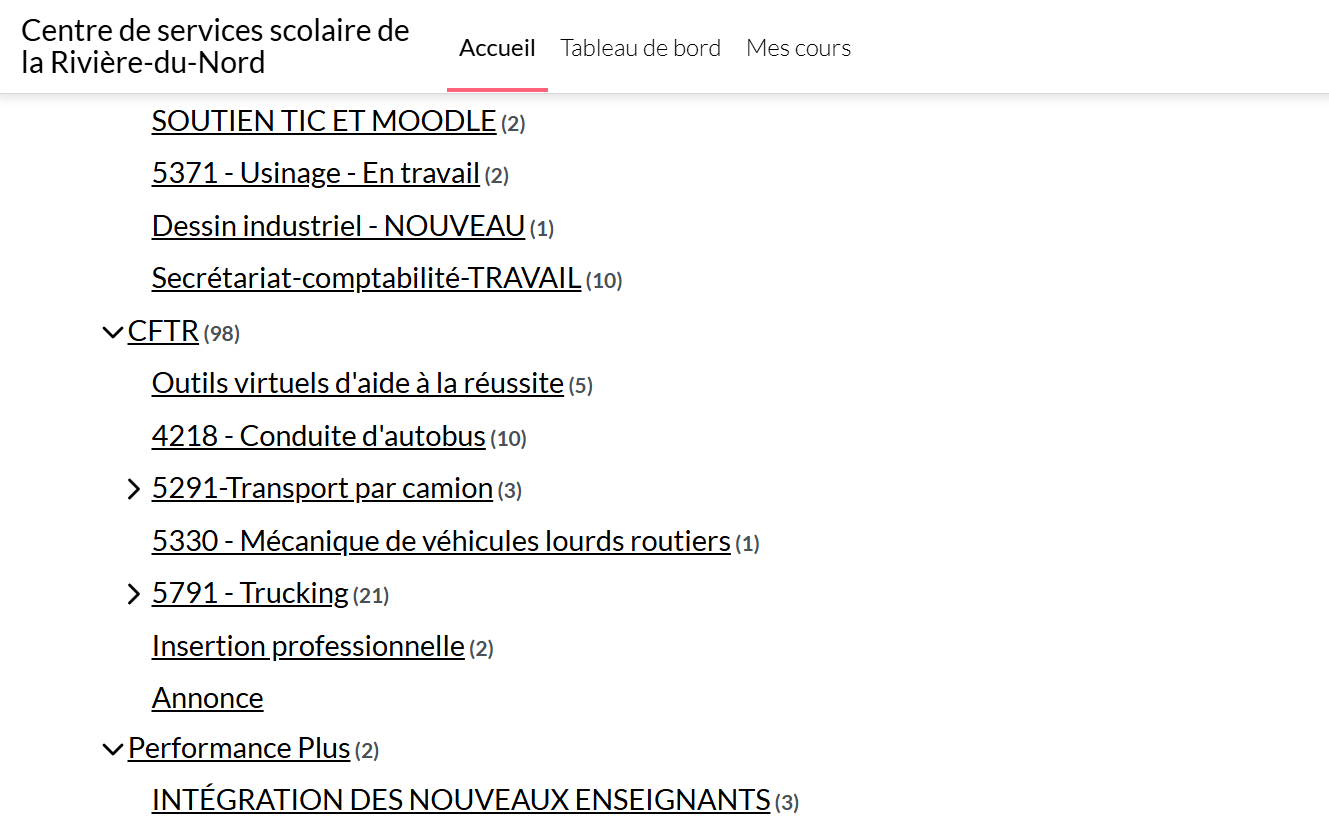 Centre de services scolaire de
la Rivière-du-Nord
Accueil Tableau de bord Mes cours
SOUTIEN TIC ET MOODLE (2)
5371 - Usinage - En travail (2)
Dessin industriel - NOUVEAU (1)
Secrétariat-comptabilité-TRAVAIL (10)
CFTR (98)
Outils virtuels d'aide à la réussite (5)
4218 - Conduite d'autobus (10)
5291-Transport par camion (3)
5330 - Mécanique de véhicules lourds routiers (1)
5791 - Trucking (21)
Insertion professionnelle (2)
Annonce
Performance Plus (2)
INTÉGRATION DES NOUVEAUX ENSEIGNANTS (3)